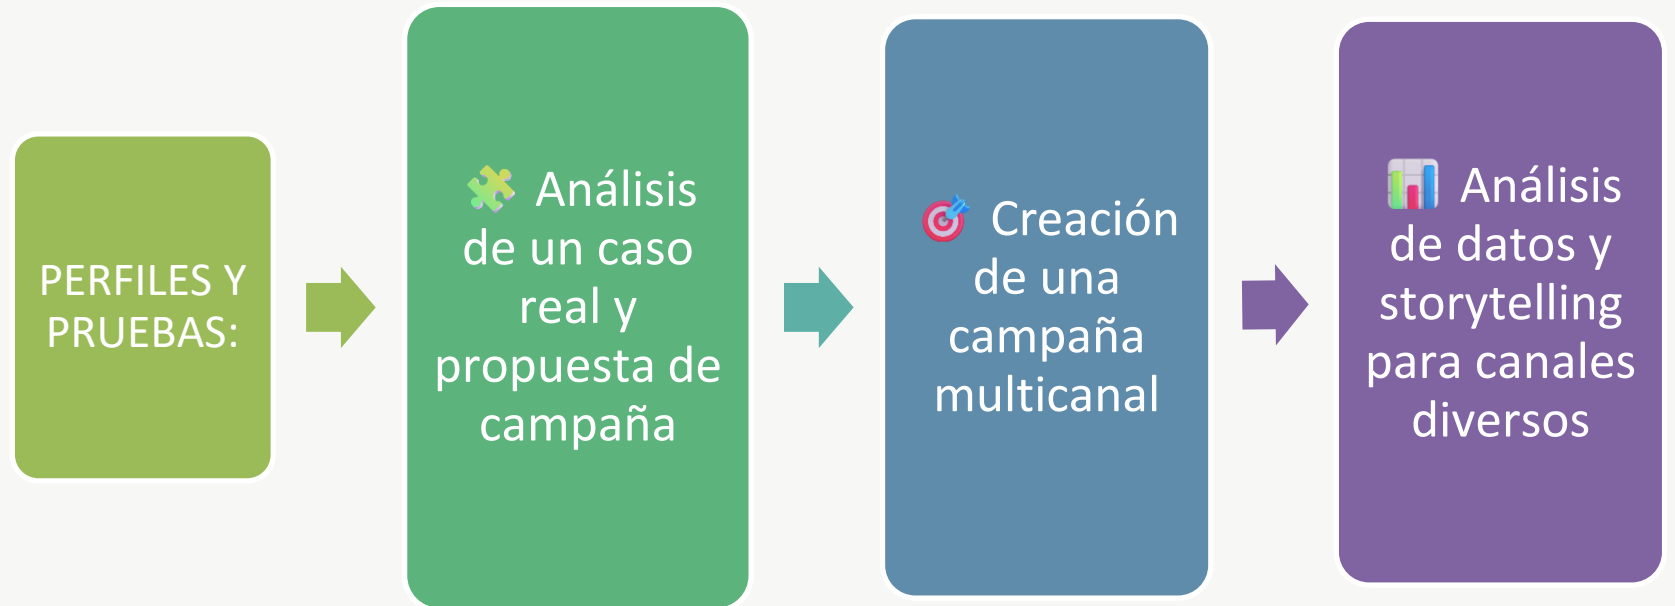 PERFILES Y
PRUEBAS:
Análisis
de un caso
real y
propuesta de
campaña
Creación
de una
campaña
multicanal
Análisis
de datos y
storytelling
para canales
diversos